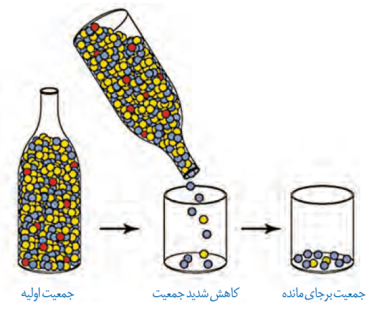 جمعیت اولیه
کاهش شدید جمعیت
جمعیت برجای مانده